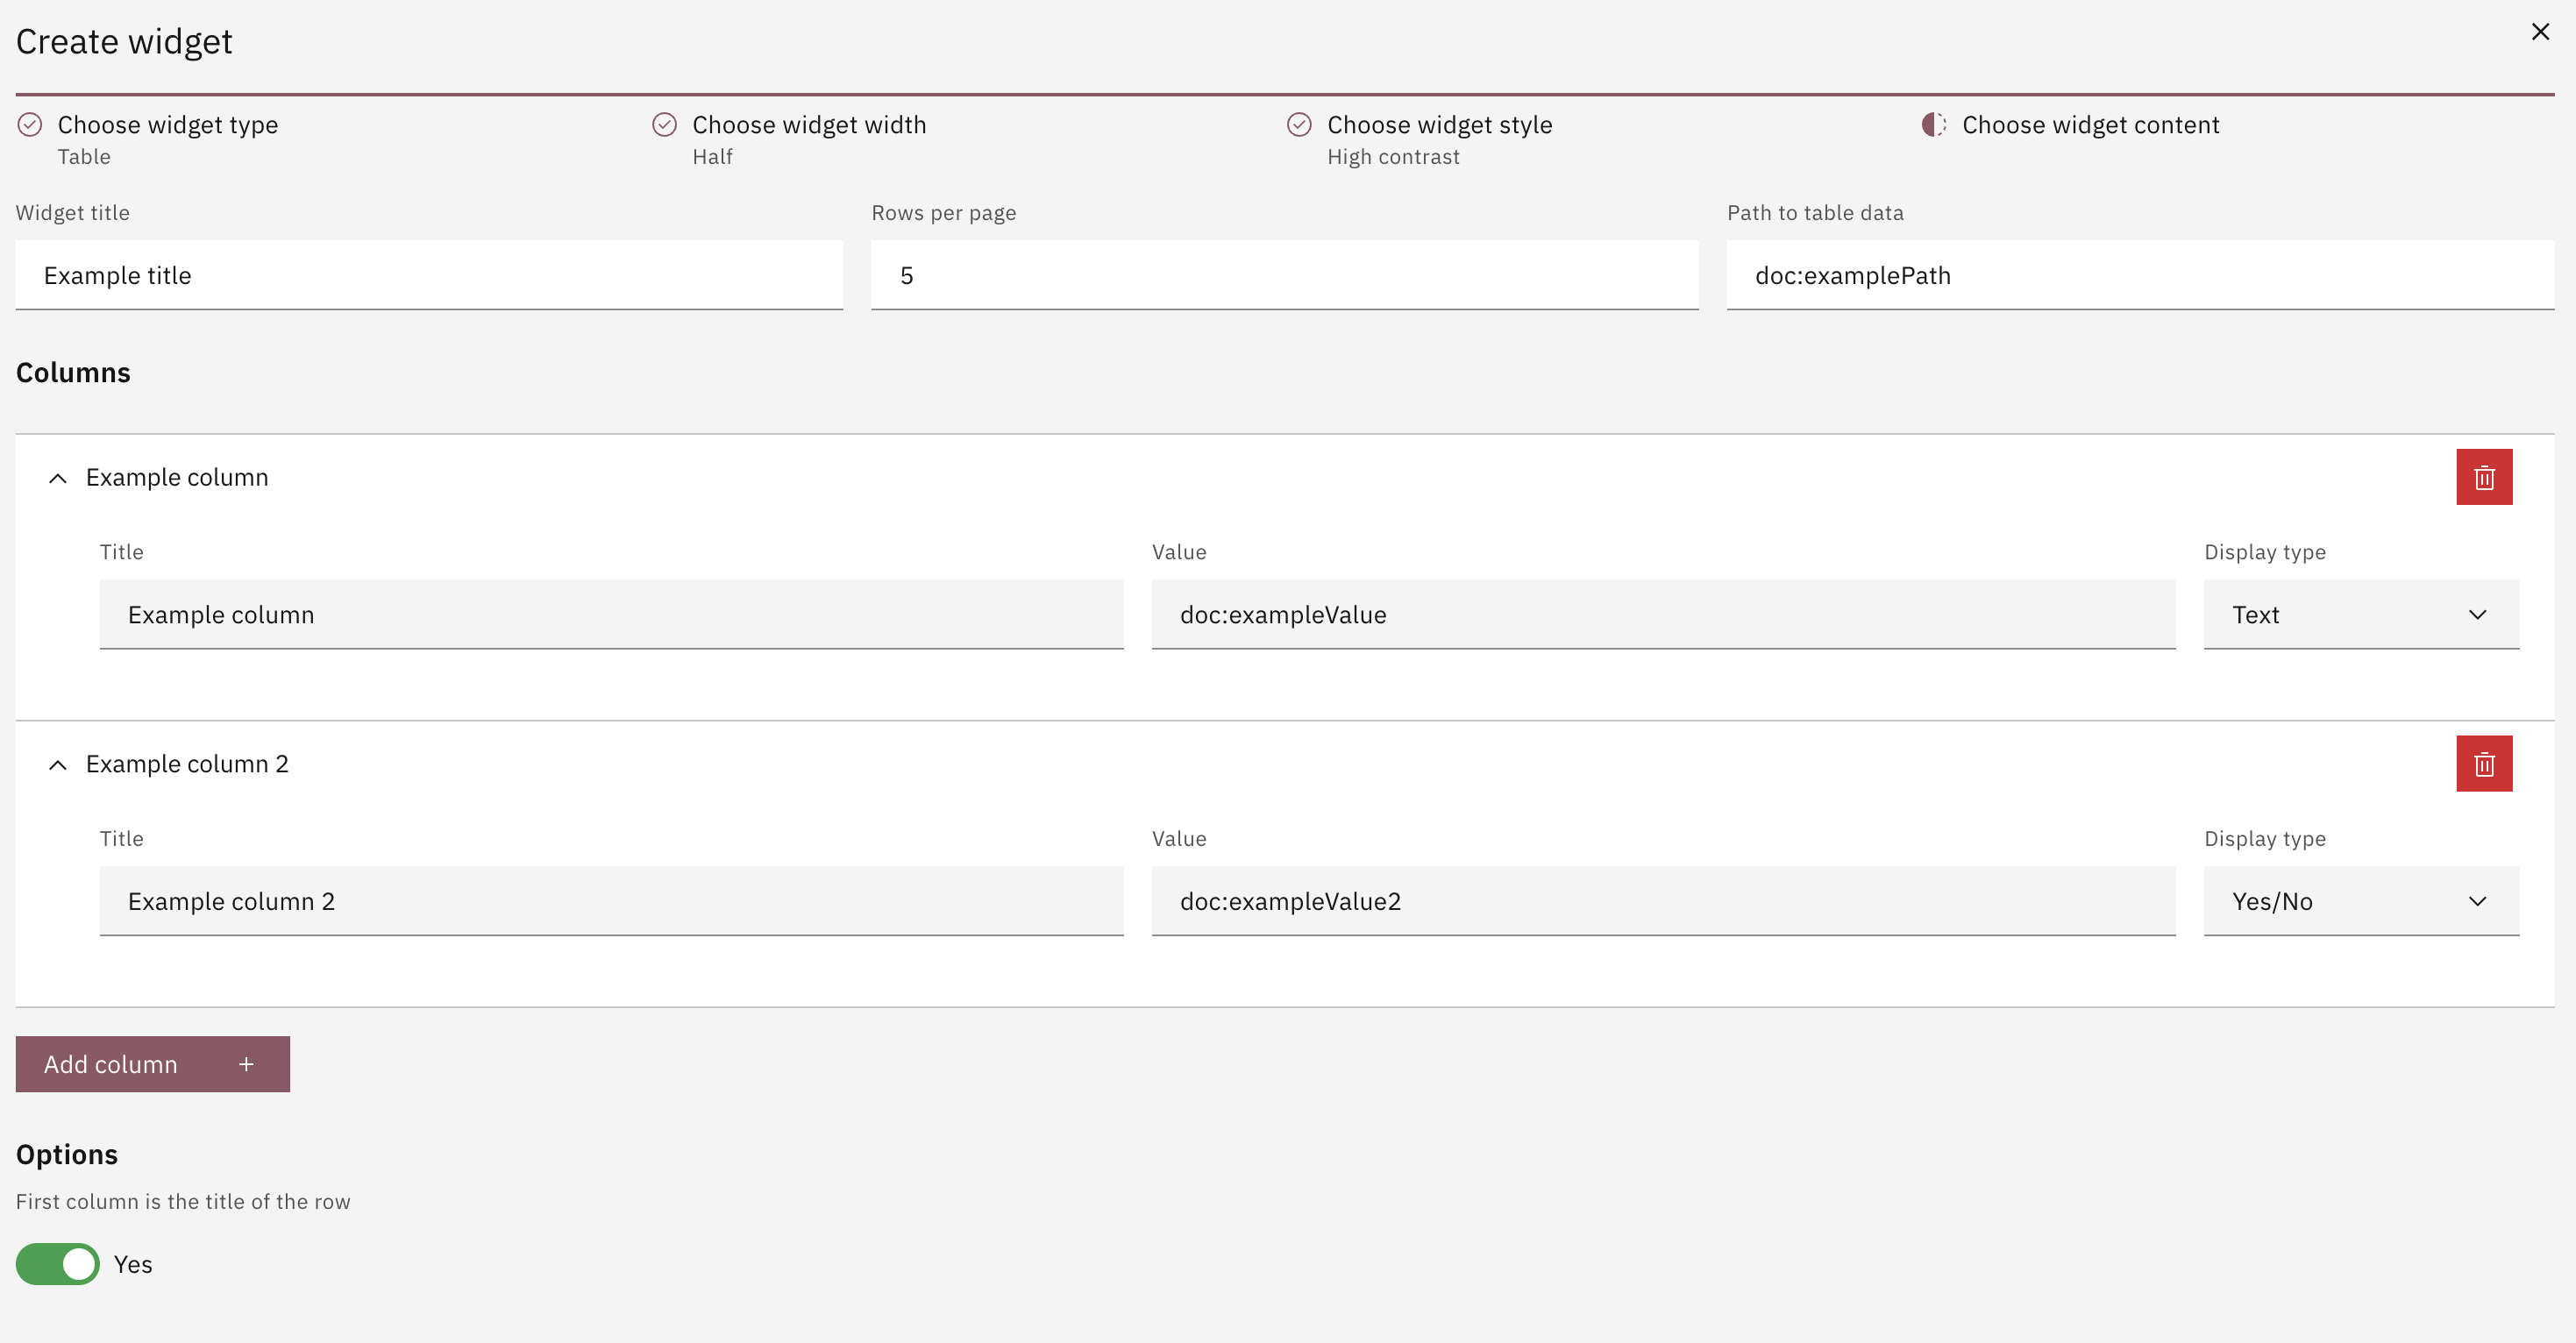 Create widget
Choose widget type
Table
Choose widget width
Half
Choose widget style
High contrast
Choose widget content
Widget title
Example title
Rows per page
5
Path to table data
doc:examplePath
Columns
Example column
Title
Example column
Value
doc:exampleValue
Display type
Text
Example column 2
Title
Example column 2
Value
doc:exampleValue2
Display type
Yes/No
Add column +
Options
First column is the title of the row
Yes